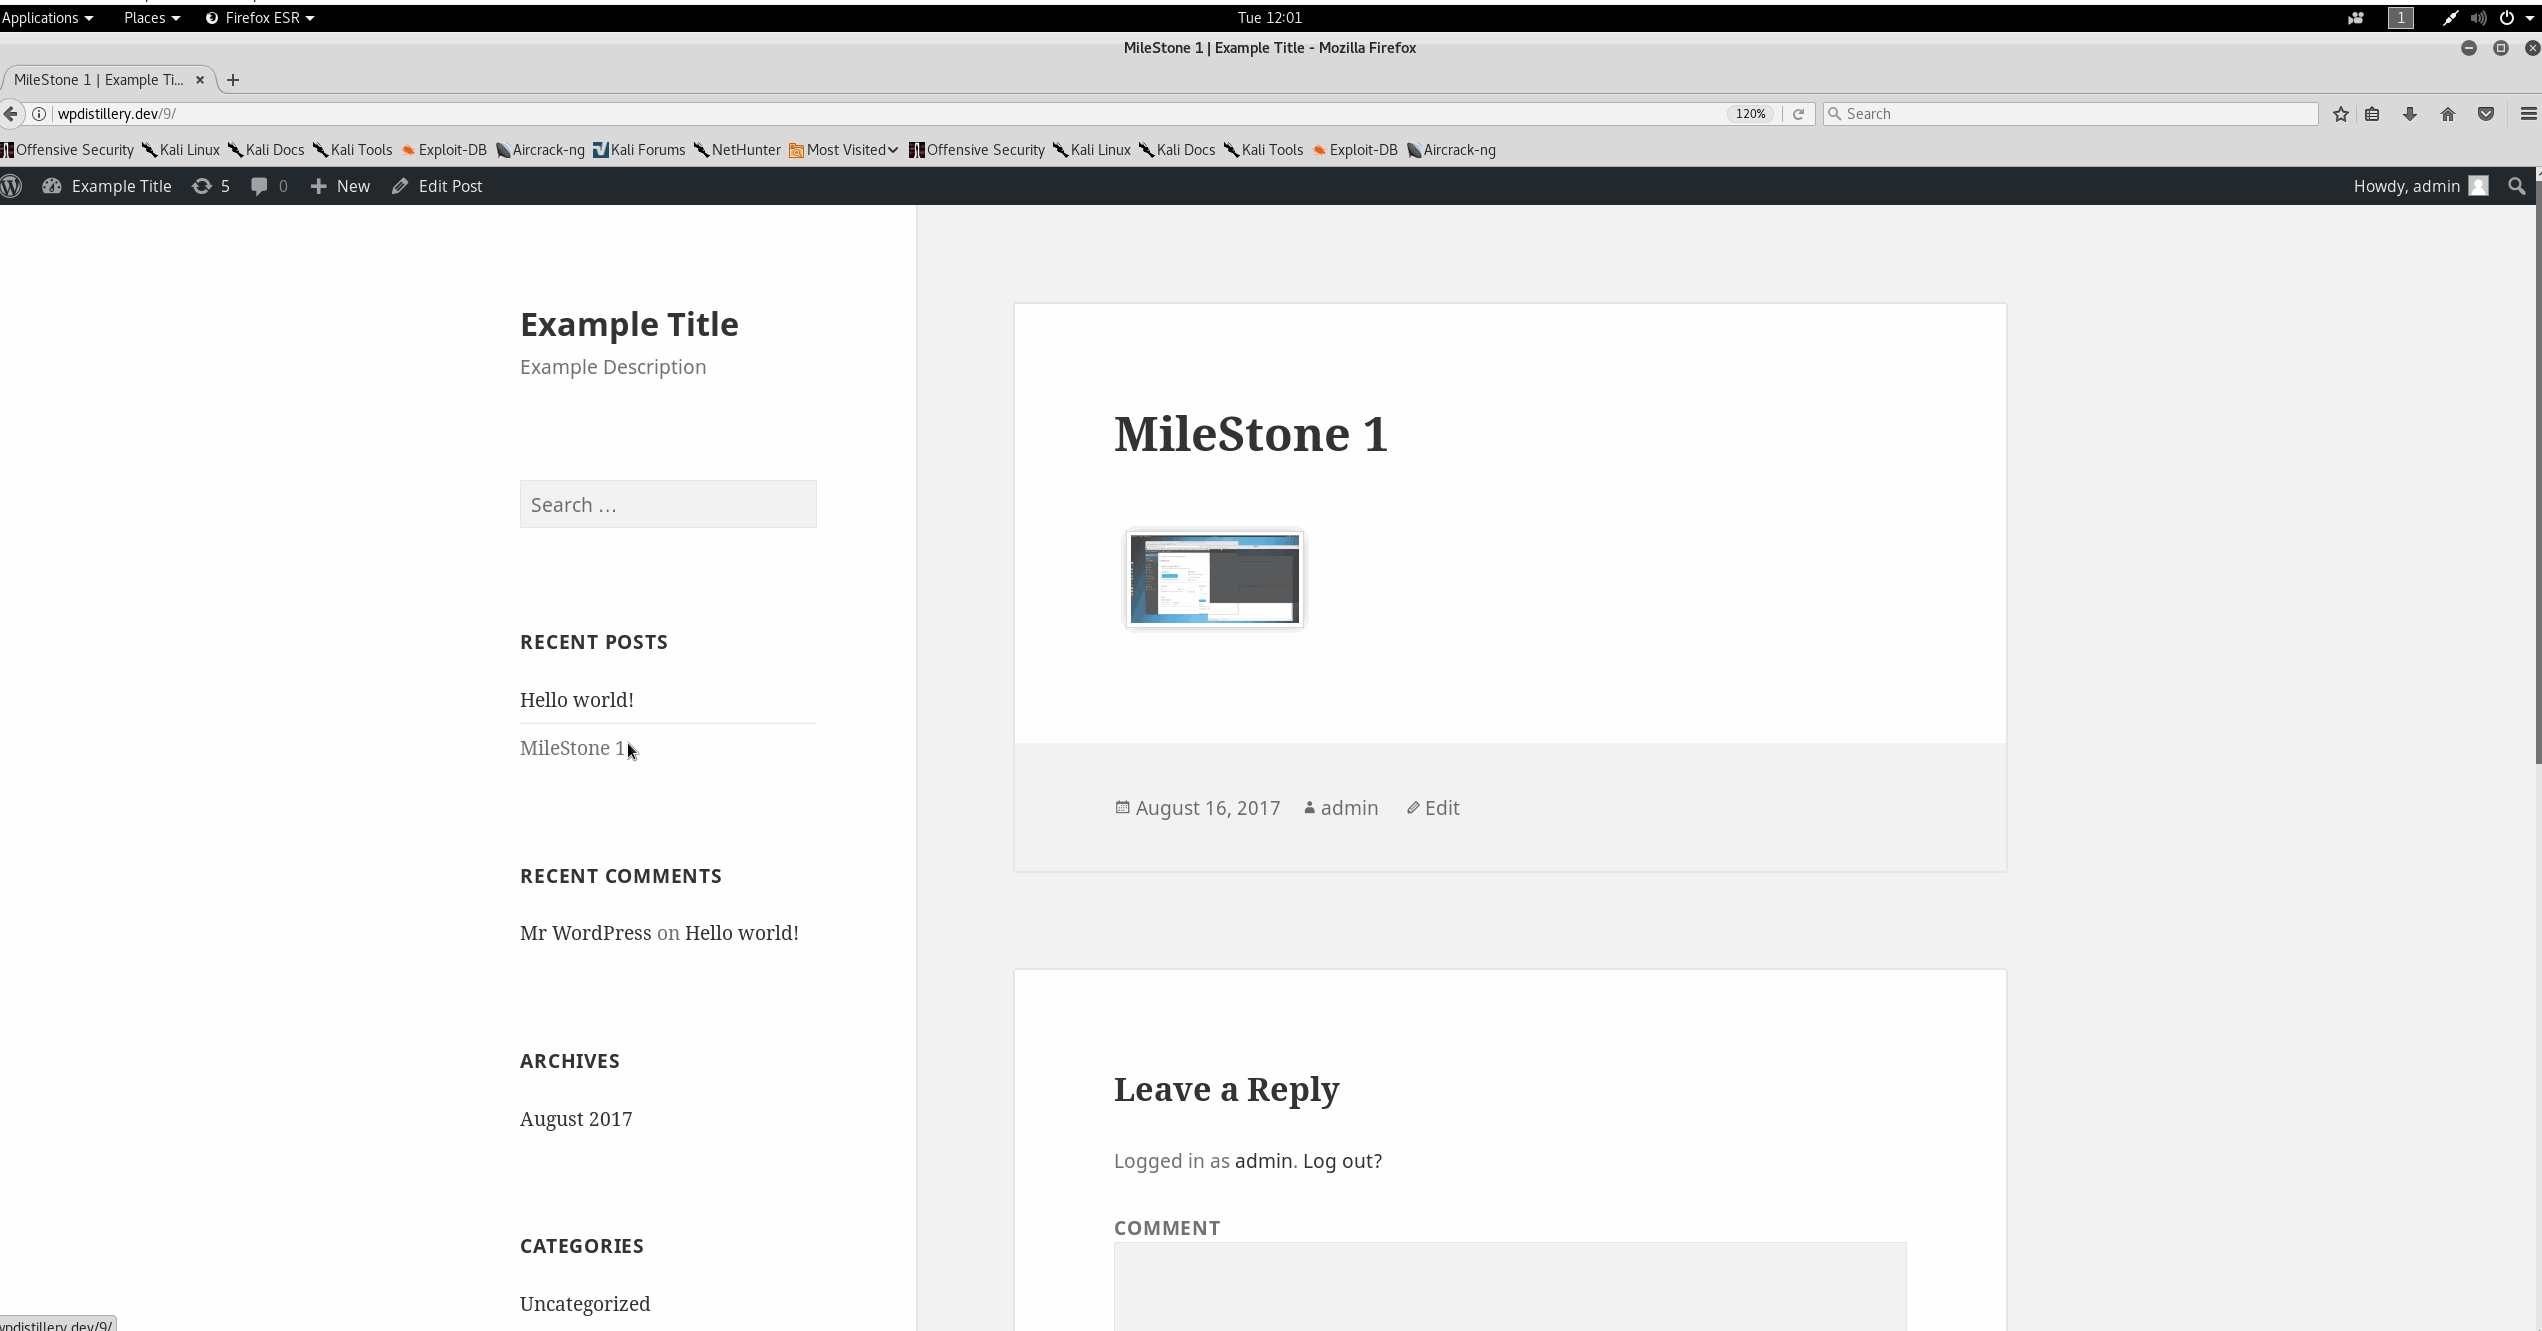 Applications Places Firefox ESR Tue 12:01 1
MileStone 1 | Example Title - Mozilla Firefox
MileStone 1 | Example Ti...
wpdistillery.dev/9/ 120% Search
Offensive Security Kali Linux Kali Docs Kali Tools Exploit-DB Aircrack-ng Kali Forums NetHunter Most Visited Offensive Security Kali Linux Kali Docs Kali Tools Exploit-DB Aircrack-ng
Example Title 5 0 New Edit Post Howdy, admin
Example Title
Example Description
Search …
RECENT POSTS
Hello world!
MileStone 1
RECENT COMMENTS
Mr WordPress on Hello world!
ARCHIVES
August 2017
CATEGORIES
Uncategorized
MileStone 1
August 16, 2017 admin Edit
Leave a Reply
Logged in as admin. Log out?
COMMENT
wpdistillery.dev/9/